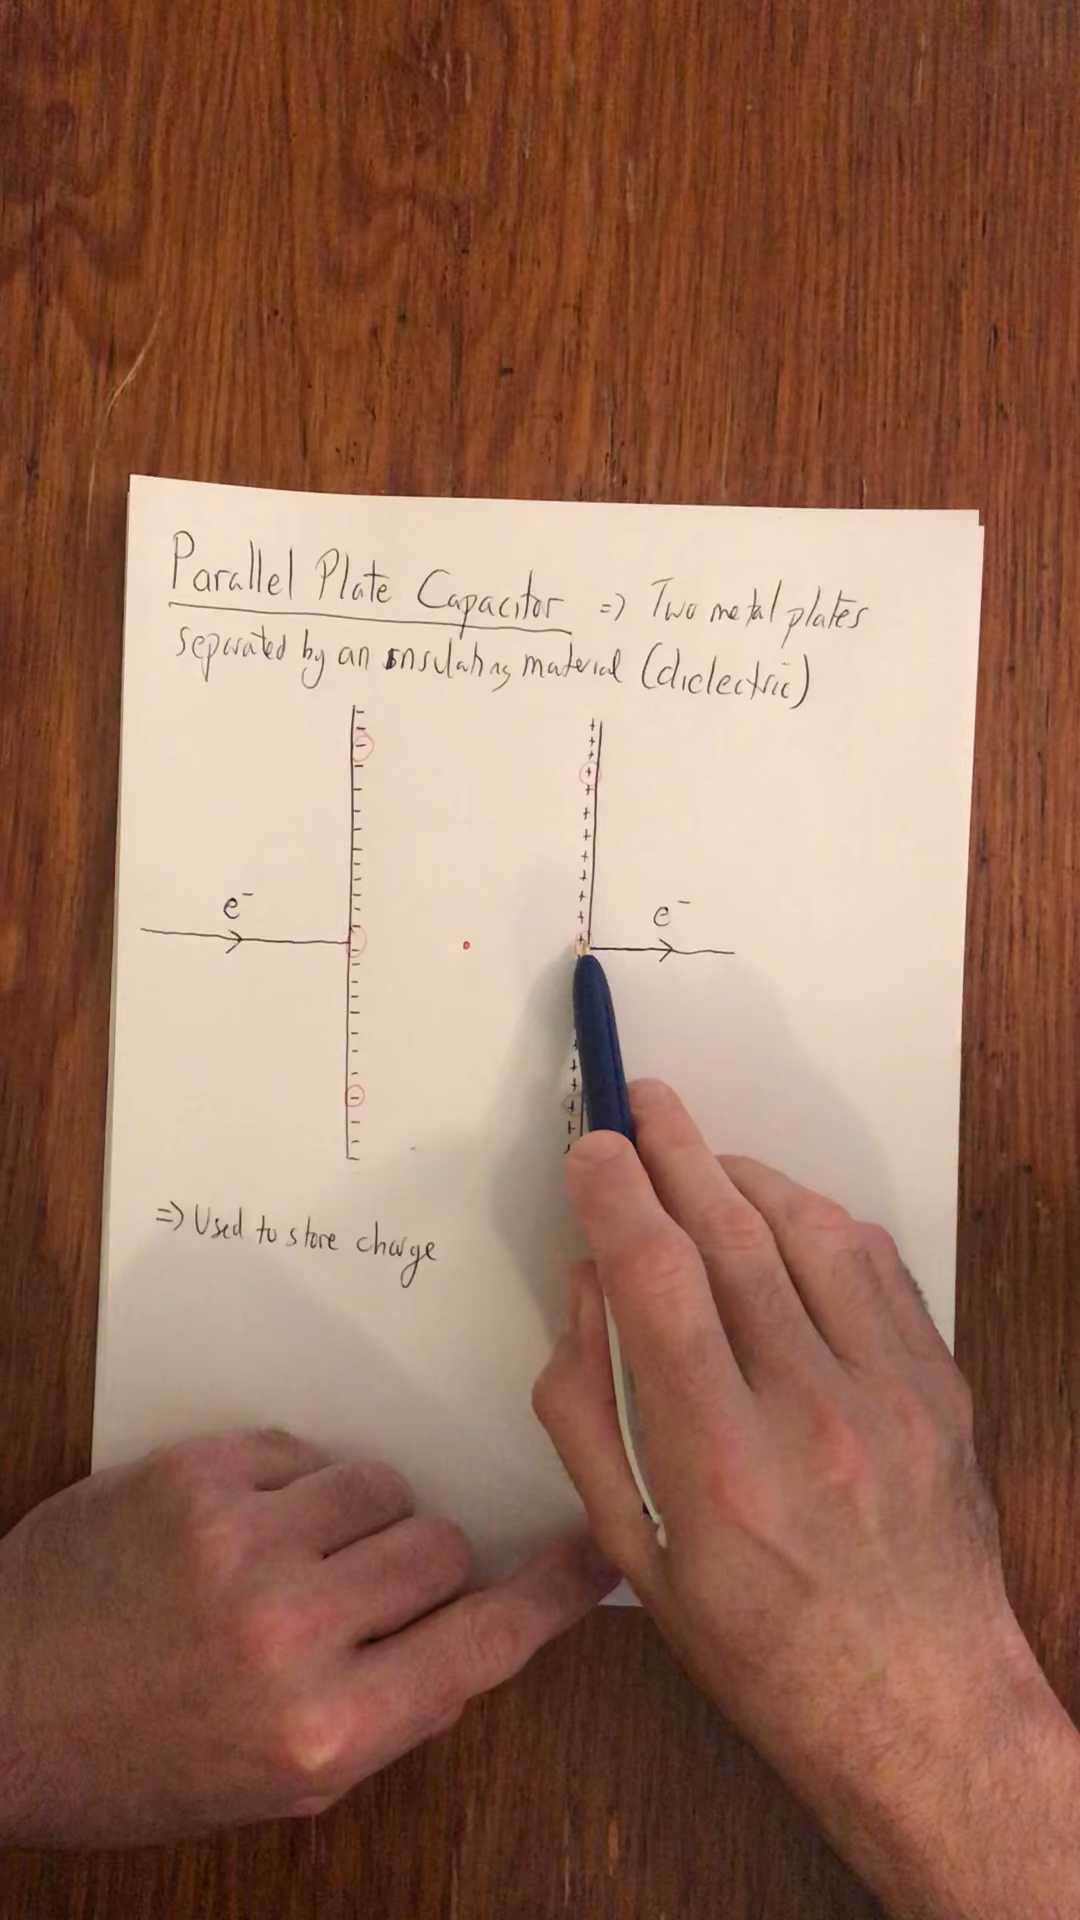 Parallel Plate Capacitor => Two metal plates
separated by an insulating material (dielectric)
e⁻
e⁻
=> Used to store charge